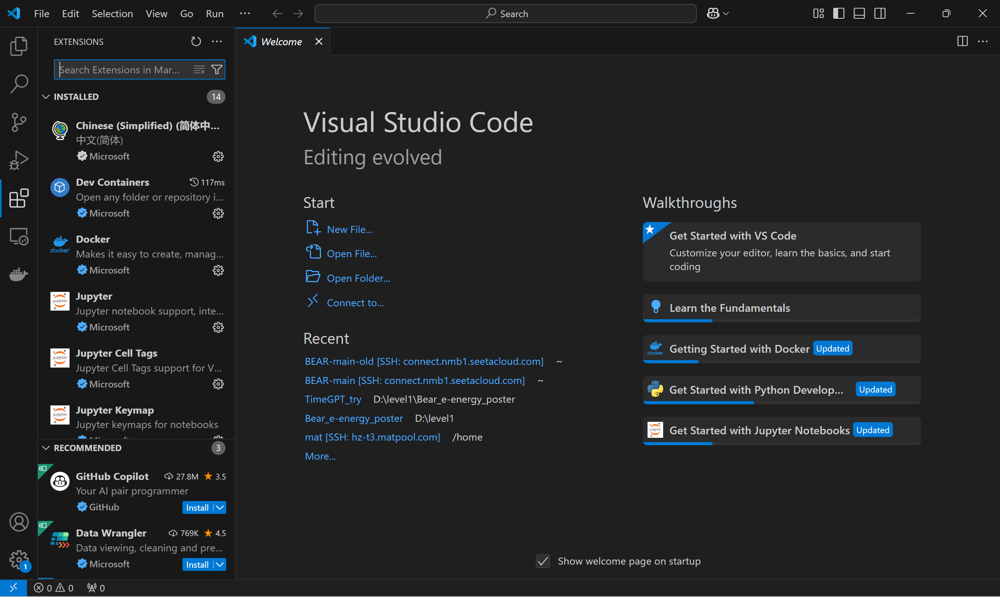 File Edit Selection View Go Run ··· Search
EXTENSIONS
Search Extensions in Mar...
INSTALLED 14
Chinese (Simplified) (简体中...
中文(简体)
Microsoft
Dev Containers 117ms
Open any folder or repository i...
Microsoft
docker
Docker
Makes it easy to create, manag...
Microsoft
jupyter
Jupyter
Jupyter notebook support, inte...
Microsoft
jupyter
Jupyter Cell Tags
Jupyter Cell Tags support for V...
Microsoft
jupyter
Jupyter Keymap
Jupyter keymaps for notebooks
RECOMMENDED 3
GitHub Copilot 27.8M 3.5
Your AI pair programmer
GitHub Install
Data Wrangler 769K 4.5
Data viewing, cleaning and pre...
Microsoft Install
1
Welcome
Visual Studio Code
Editing evolved
Start
New File...
Open File...
Open Folder...
Connect to...
Recent
BEAR-main-old [SSH: connect.nmb1.seetacloud.com] ~
BEAR-main [SSH: connect.nmb1.seetacloud.com] ~
TimeGPT_try D:\level1\Bear_e-energy_poster
Bear_e-energy_poster D:\level1
mat [SSH: hz-t3.matpool.com] /home
More...
Walkthroughs
Get Started with VS Code
Customize your editor, learn the basics, and start
coding
Learn the Fundamentals
docker
Getting Started with Docker Updated
Get Started with Python Develop... Updated
jupyter
Get Started with Jupyter Notebooks Updated
Show welcome page on startup
0 0 0